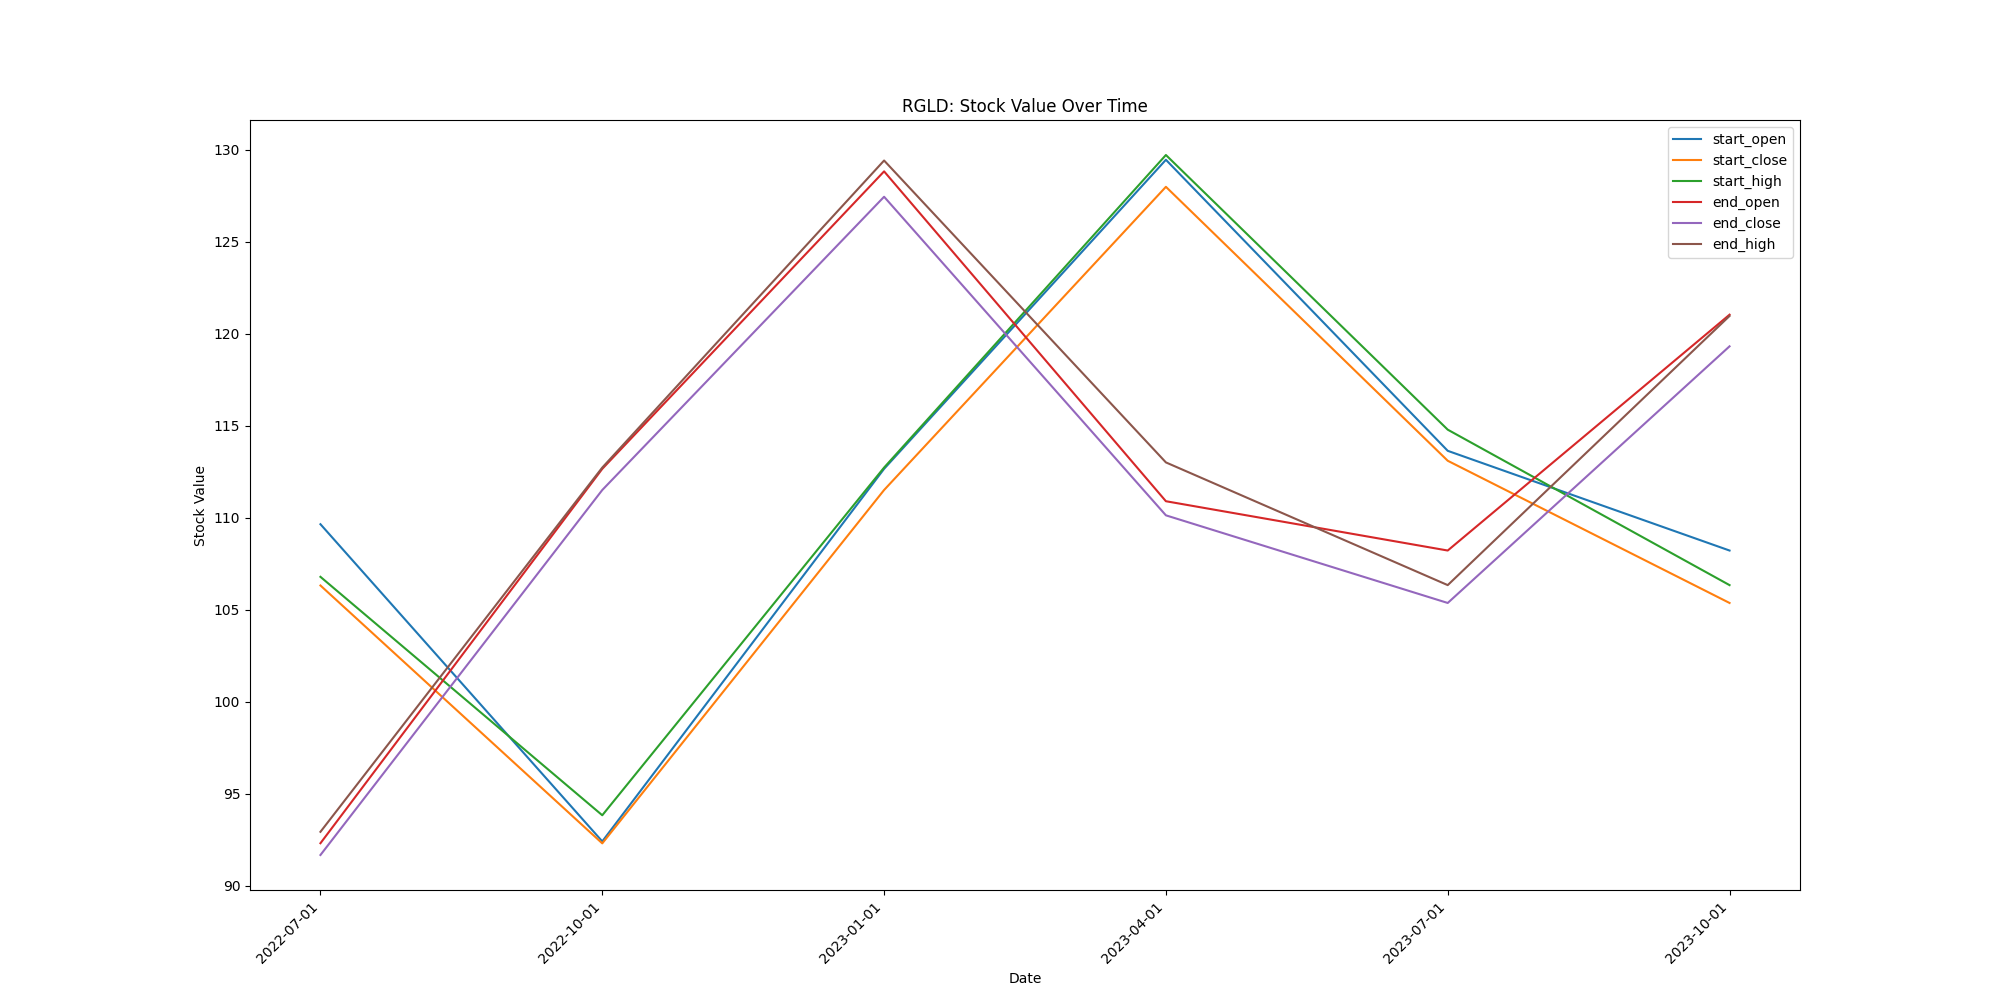 RGLD: Stock Value Over Time
start_open
start_close
start_high
end_open
end_close
end_high
Stock Value
130
125
120
115
110
105
100
95
90
2022-07-01
2022-10-01
2023-01-01
2023-04-01
2023-07-01
2023-10-01
Date